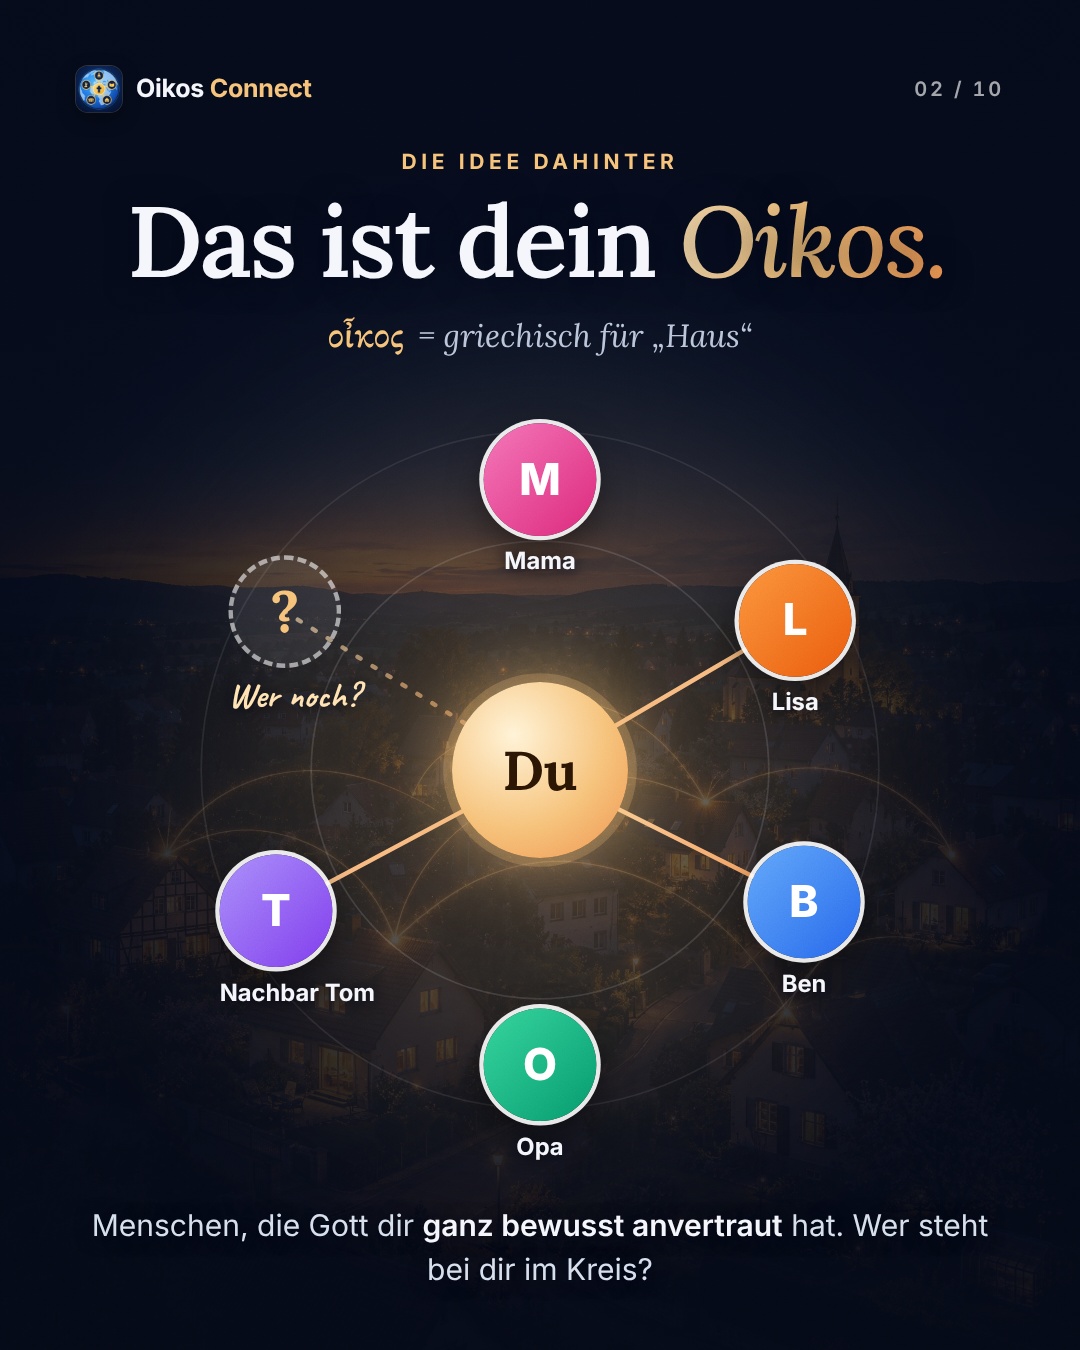 Oikos Connect
02 / 10
DIE IDEE DAHINTER
Das ist dein Oikos.
οἶκος = griechisch für „Haus“
M
Mama
?
Wer noch?
L
Lisa
Du
T
Nachbar Tom
B
Ben
O
Opa
Menschen, die Gott dir ganz bewusst anvertraut hat. Wer steht
bei dir im Kreis?